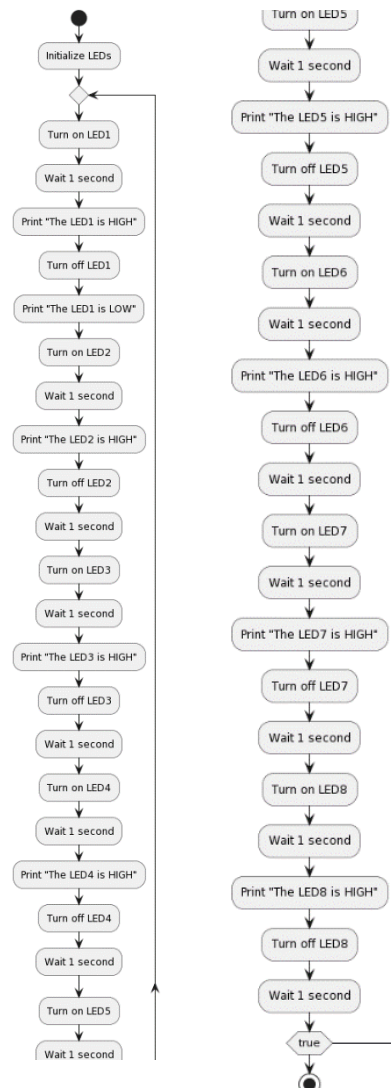 Initialize LEDs
Turn on LED1
Wait 1 second
Print "The LED1 is HIGH"
Turn off LED1
Print "The LED1 is LOW"
Turn on LED2
Wait 1 second
Print "The LED2 is HIGH"
Turn off LED2
Wait 1 second
Turn on LED3
Wait 1 second
Print "The LED3 is HIGH"
Turn off LED3
Wait 1 second
Turn on LED4
Wait 1 second
Print "The LED4 is HIGH"
Turn off LED4
Wait 1 second
Turn on LED5
Wait 1 second
Turn on LED5
Wait 1 second
Print "The LED5 is HIGH"
Turn off LED5
Wait 1 second
Turn on LED6
Wait 1 second
Print "The LED6 is HIGH"
Turn off LED6
Wait 1 second
Turn on LED7
Wait 1 second
Print "The LED7 is HIGH"
Turn off LED7
Wait 1 second
Turn on LED8
Wait 1 second
Print "The LED8 is HIGH"
Turn off LED8
Wait 1 second
true